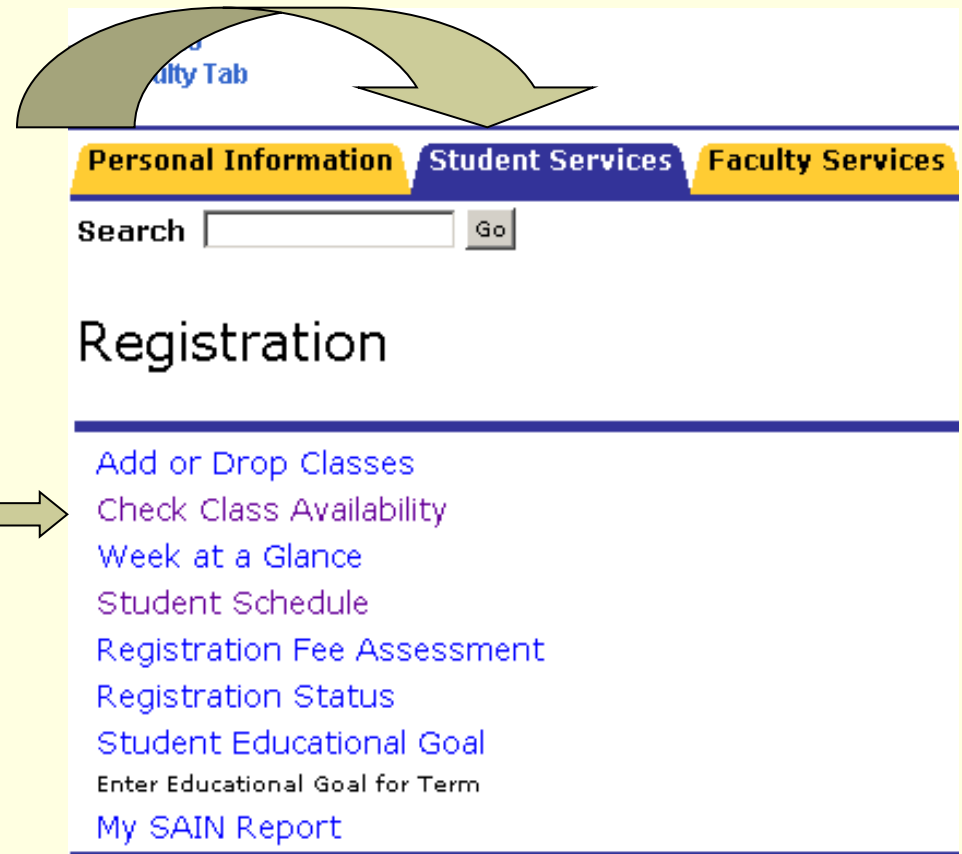 Tab
Personal Information Student Services Faculty Services
Search Go
Registration
Add or Drop Classes
Check Class Availability
Week at a Glance
Student Schedule
Registration Fee Assessment
Registration Status
Student Educational Goal
Enter Educational Goal for Term
My SAIN Report